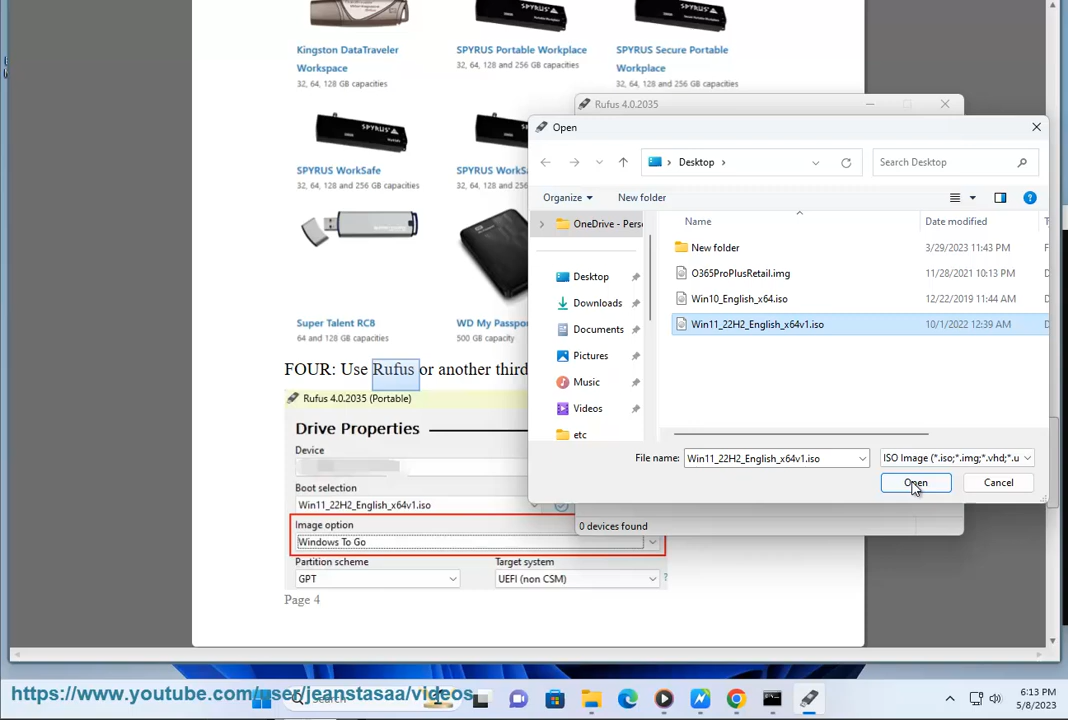 Kingston DataTraveler
Workspace
32, 64, 128 GB capacities
SPYRUS Portable Workplace
32, 64, 128 and 256 GB capacities
SPYRUS Secure Portable
Workplace
32, 64, 128 and 256 GB capacities
SPYRUS WorkSafe
32, 64, 128 and 256 GB capacities
SPYRUS
32, 64, 128 and 256
Super Talent RC8
64 and 128 GB capacities
WD My
500 GB capacity
FOUR: Use Rufus or another third
Rufus 4.0.2035 (Portable)
Drive Properties
Device
Boot selection
Win11_22H2_English_x64v1.iso
Image option
Windows To Go
Partition scheme
Target system
GPT
UEFI (non CSM)
?
Page 4
Rufus 4.0.2035
Open
Desktop
Search Desktop
Organize
New folder
OneDrive
Desktop
Downloads
Documents
Pictures
Music
Videos
etc
Name
Date modified
New folder
3/29/2023 11:43 PM
O365ProPlusRetail.img
11/28/2021 10:13 PM
Win10_English_x64.iso
12/22/2019 11:44 AM
Win11_22H2_English_x64v1.iso
10/1/2022 12:39 AM
File name:
Win11_22H2_English_x64v1.iso
ISO Image (*.iso;*.img;*.vhd;*.u
Open
Cancel
0 devices found
https://www.youtube.com/user/jeanstasaa/videos
Search
6:13 PM
5/8/2023